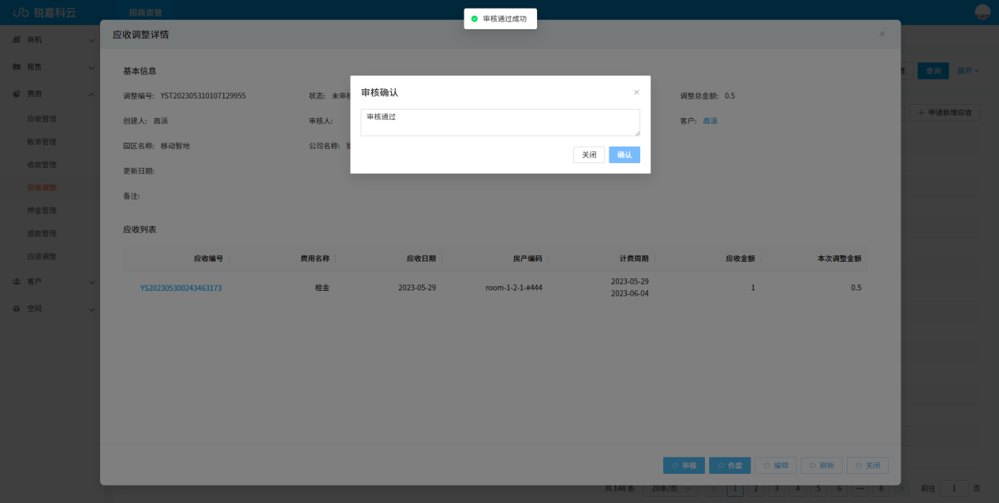 锐嘉科云
招商资管
审核通过成功
商机
租售
费用
应收管理
账单管理
收款管理
应收调整
押金管理
退款管理
应退调整
客户
空间
查询
展开
+ 申请新增应收
应收调整详情
基本信息
调整编号: YST202305310107129955
状态: 未审核
调整总金额: 0.5
创建人: 高派
审核人:
客户: 高派
园区名称: 移动智地
公司名称:
更新日期:
备注:
审核确认
审核通过
关闭
确认
应收列表
应收编号 费用名称 应收日期 房产编码 计费周期 应收金额 本次调整金额
YS202305300243463173 租金 2023-05-29 room-1-2-1-#444 2023-05-29 1 0.5
2023-06-04
审核
作废
编辑
刷新
关闭
共 148 条 20条/页 1 2 3 4 5 6 ••• 8 前往 1 页